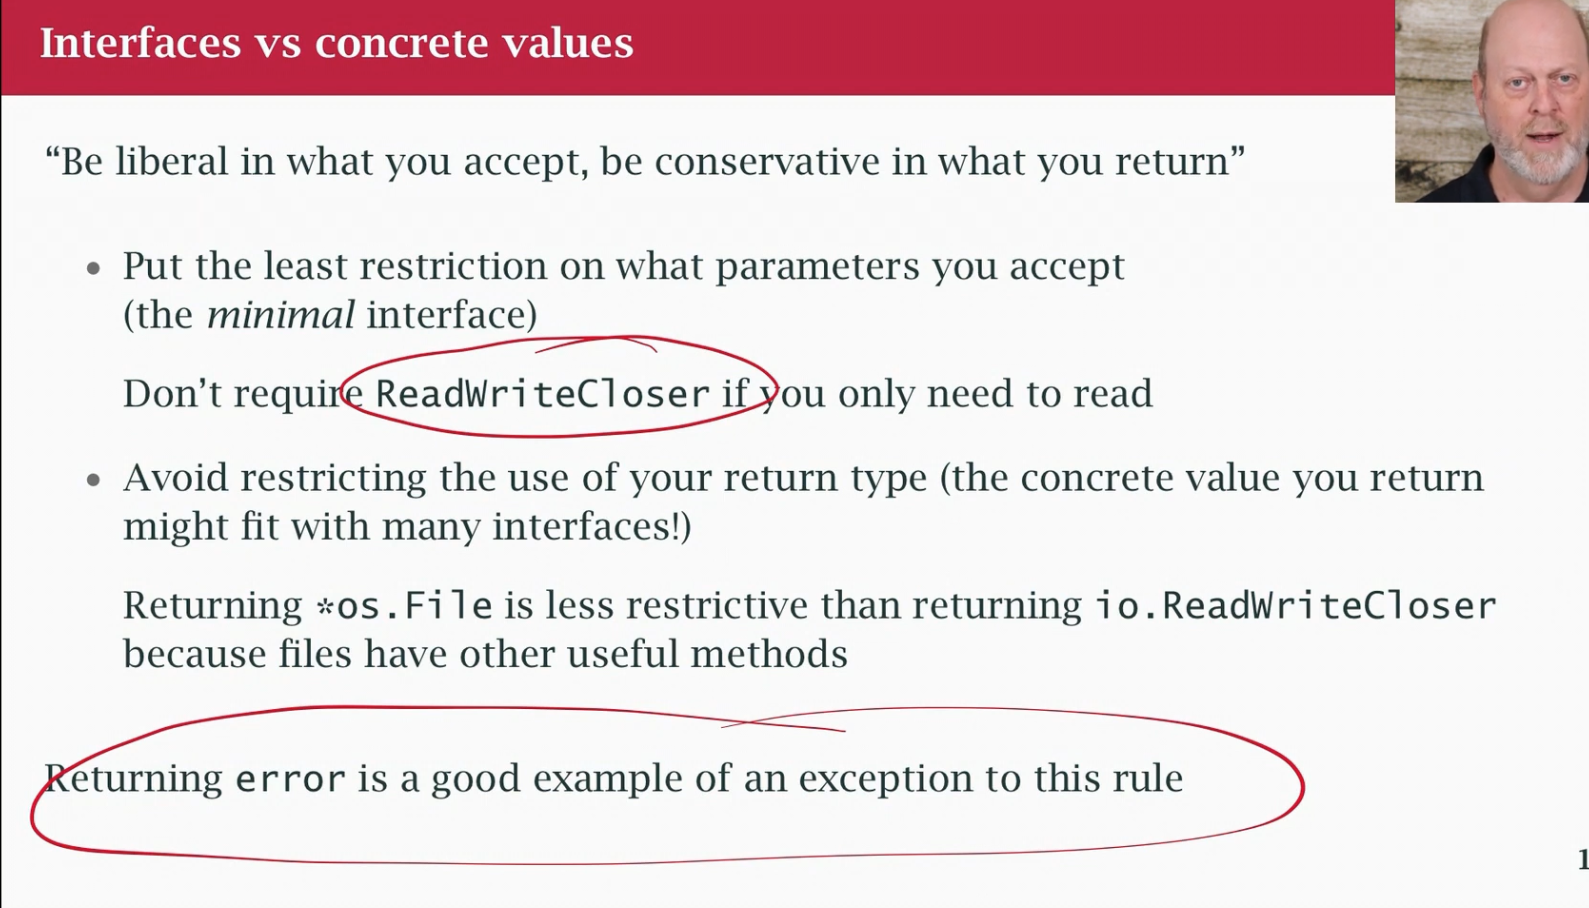 Interfaces vs concrete values
“Be liberal in what you accept, be conservative in what you return”
• Put the least restriction on what parameters you accept
(the minimal interface)
Don’t require ReadWriteCloser if you only need to read
• Avoid restricting the use of your return type (the concrete value you return
might fit with many interfaces!)
Returning *os.File is less restrictive than returning io.ReadWriteCloser
because files have other useful methods
Returning error is a good example of an exception to this rule